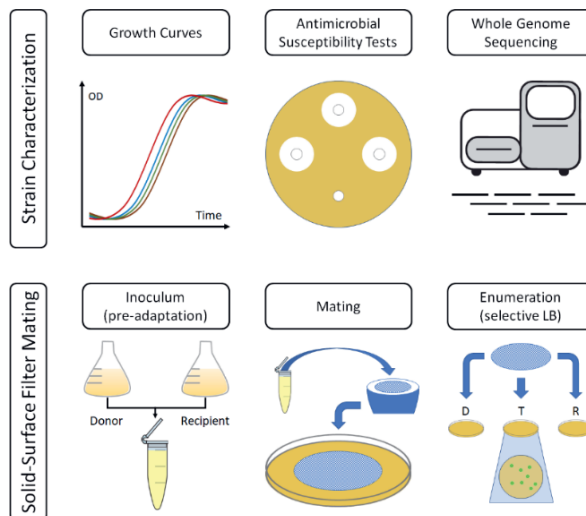 Strain Characterization
Growth Curves
Antimicrobial
Susceptibility Tests
Whole Genome
Sequencing
OD
Time
Solid-Surface Filter Mating
Inoculum
(pre-adaptation)
Mating
Enumeration
(selective LB)
Donor
Recipient
D
T
R